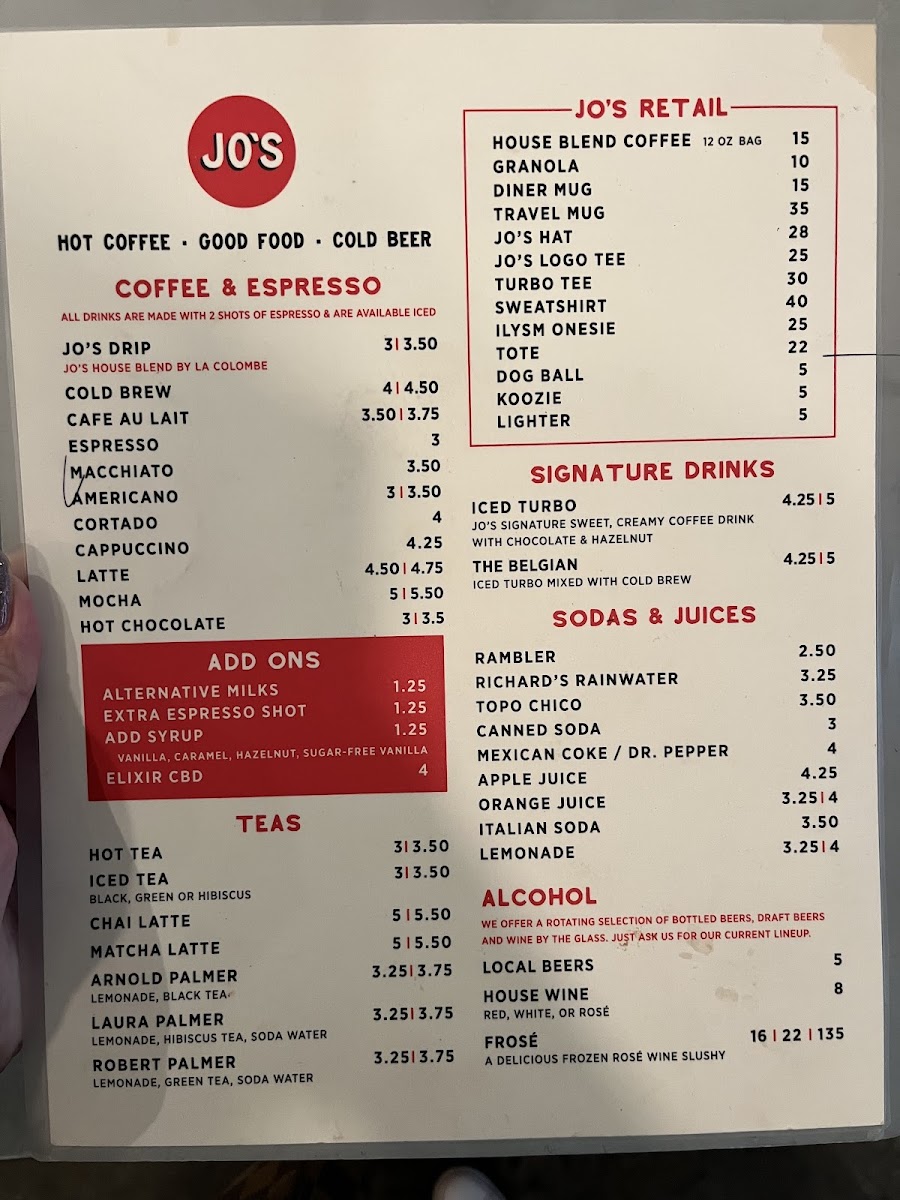 JO'S
HOT COFFEE · GOOD FOOD · COLD BEER
COFFEE & ESPRESSO
ALL DRINKS ARE MADE WITH 2 SHOTS OF ESPRESSO & ARE AVAILABLE ICED
JO'S DRIP 3|3.50
JO'S HOUSE BLEND BY LA COLOMBE
COLD BREW 4|4.50
CAFE AU LAIT 3.50|3.75
ESPRESSO 3
MACCHIATO 3.50
AMERICANO 3|3.50
CORTADO 4
CAPPUCCINO 4.25
LATTE 4.50|4.75
MOCHA 5|5.50
HOT CHOCOLATE 3|3.5
ADD ONS
ALTERNATIVE MILKS 1.25
EXTRA ESPRESSO SHOT 1.25
ADD SYRUP 1.25
VANILLA, CARAMEL, HAZELNUT, SUGAR-FREE VANILLA
ELIXIR CBD 4
TEAS
HOT TEA 3|3.50
ICED TEA 3|3.50
BLACK, GREEN OR HIBISCUS
CHAI LATTE 5|5.50
MATCHA LATTE 5|5.50
ARNOLD PALMER 3.25|3.75
LEMONADE, BLACK TEA
LAURA PALMER 3.25|3.75
LEMONADE, HIBISCUS TEA, SODA WATER
ROBERT PALMER 3.25|3.75
LEMONADE, GREEN TEA, SODA WATER
JO'S RETAIL
HOUSE BLEND COFFEE 12 OZ BAG 15
GRANOLA 10
DINER MUG 15
TRAVEL MUG 35
JO'S HAT 28
JO'S LOGO TEE 25
TURBO TEE 30
SWEATSHIRT 40
ILYSM ONESIE 25
TOTE 22
DOG BALL 5
KOOZIE 5
LIGHTER 5
SIGNATURE DRINKS
ICED TURBO 4.25|5
JO'S SIGNATURE SWEET, CREAMY COFFEE DRINK
WITH CHOCOLATE & HAZELNUT
THE BELGIAN 4.25|5
ICED TURBO MIXED WITH COLD BREW
SODAS & JUICES
RAMBLER 2.50
RICHARD'S RAINWATER 3.25
TOPO CHICO 3.50
CANNED SODA 3
MEXICAN COKE / DR. PEPPER 4
APPLE JUICE 4.25
ORANGE JUICE 3.25|4
ITALIAN SODA 3.50
LEMONADE 3.25|4
ALCOHOL
WE OFFER A ROTATING SELECTION OF BOTTLED BEERS, DRAFT BEERS
AND WINE BY THE GLASS. JUST ASK US FOR OUR CURRENT LINEUP.
LOCAL BEERS 5
HOUSE WINE 8
RED, WHITE, OR ROSÉ
FROSÉ 16 | 22 | 135
A DELICIOUS FROZEN ROSÉ WINE SLUSHY